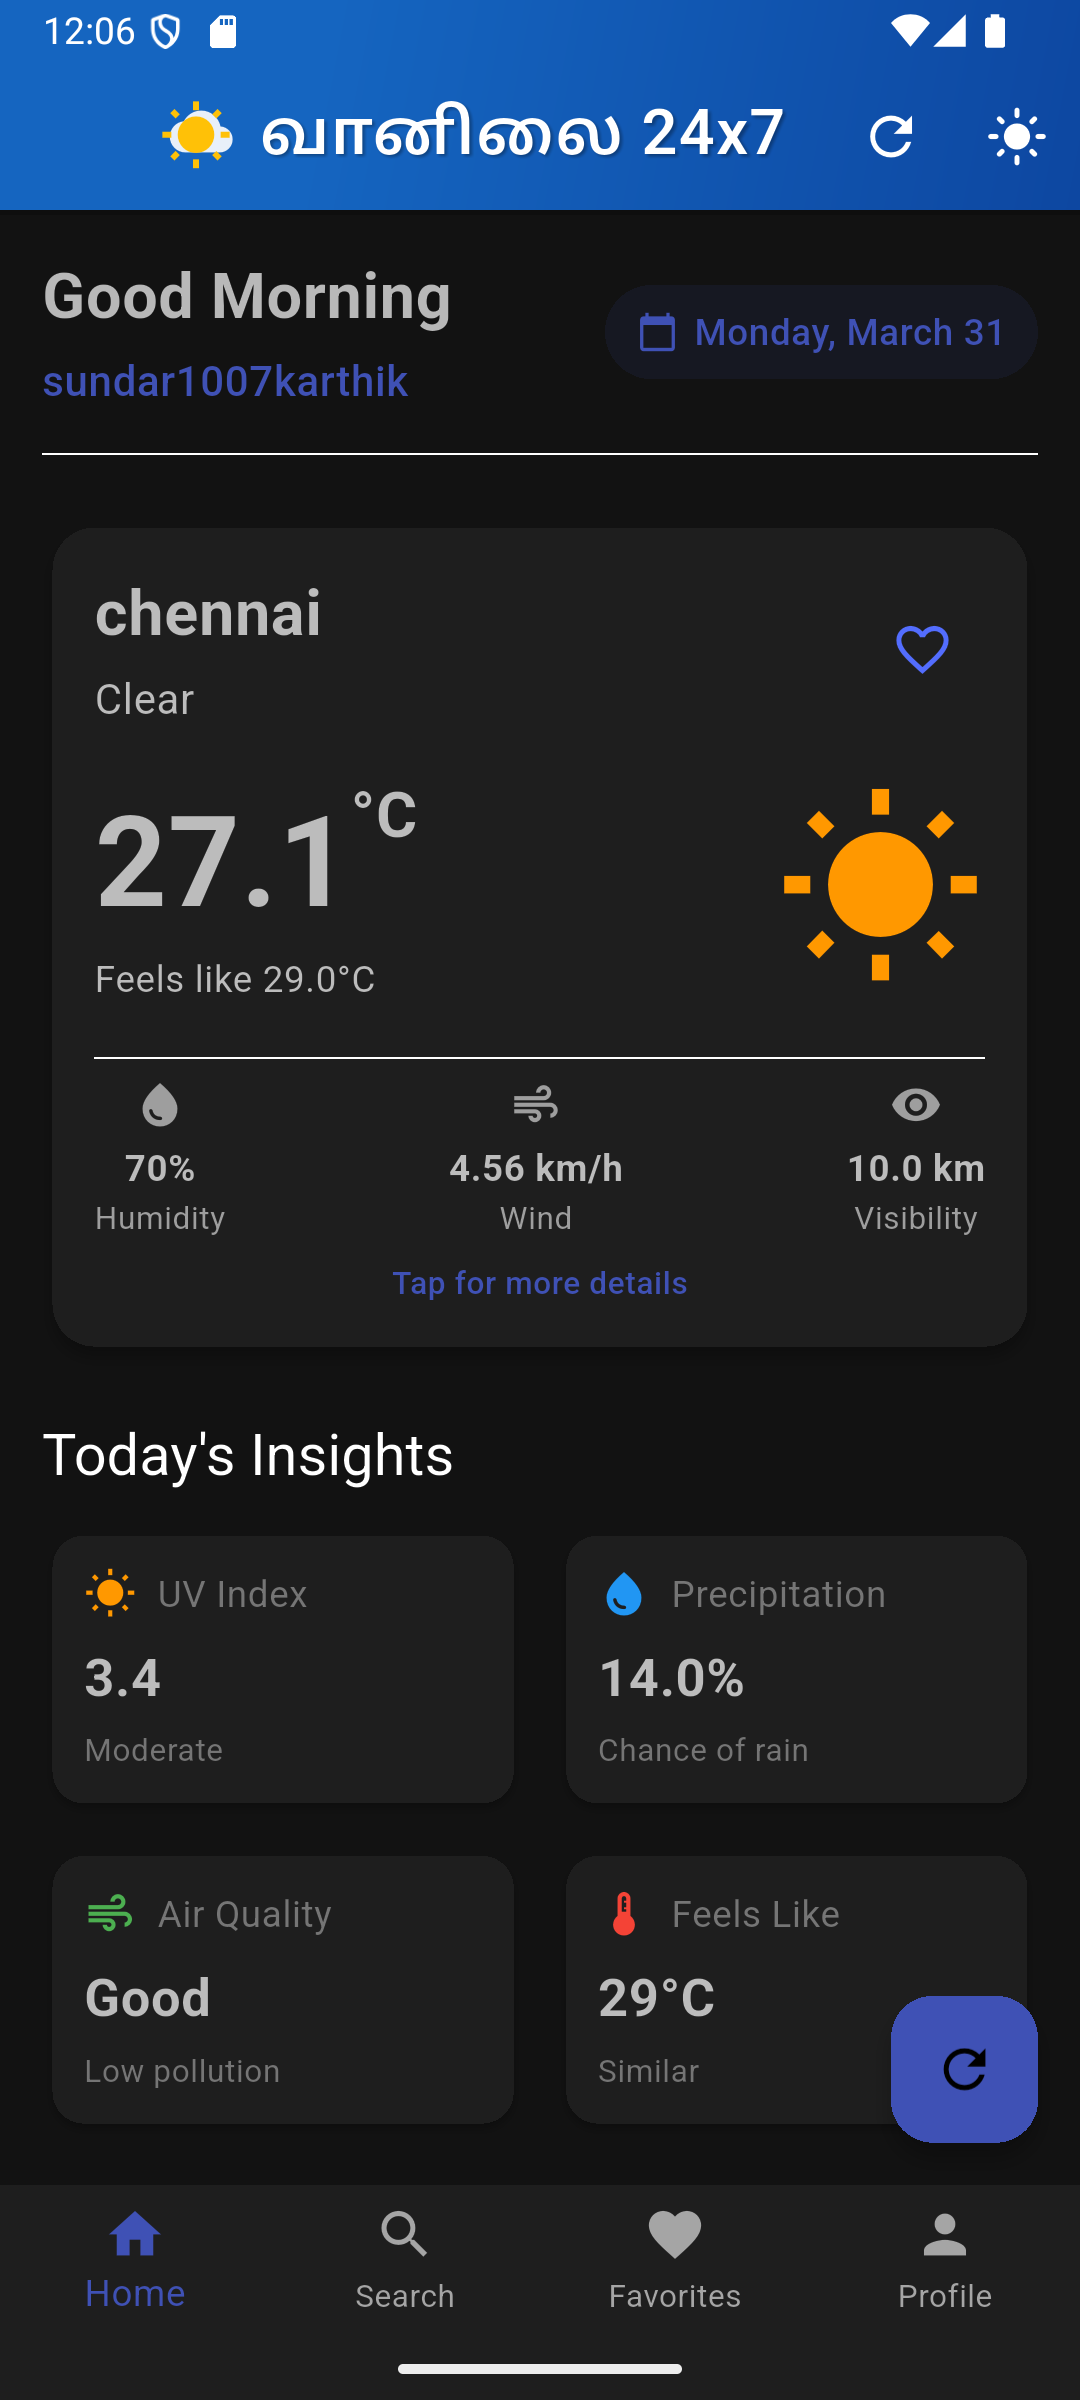 12:06
வானிலை 24x7
Good Morning
sundar1007karthik
Monday, March 31
chennai
Clear
27.1 °C
Feels like 29.0°C
70%
Humidity
4.56 km/h
Wind
10.0 km
Visibility
Tap for more details
Today's Insights
UV Index
3.4
Moderate
Precipitation
14.0%
Chance of rain
Air Quality
Good
Low pollution
Feels Like
29°C
Similar
Home
Search
Favorites
Profile